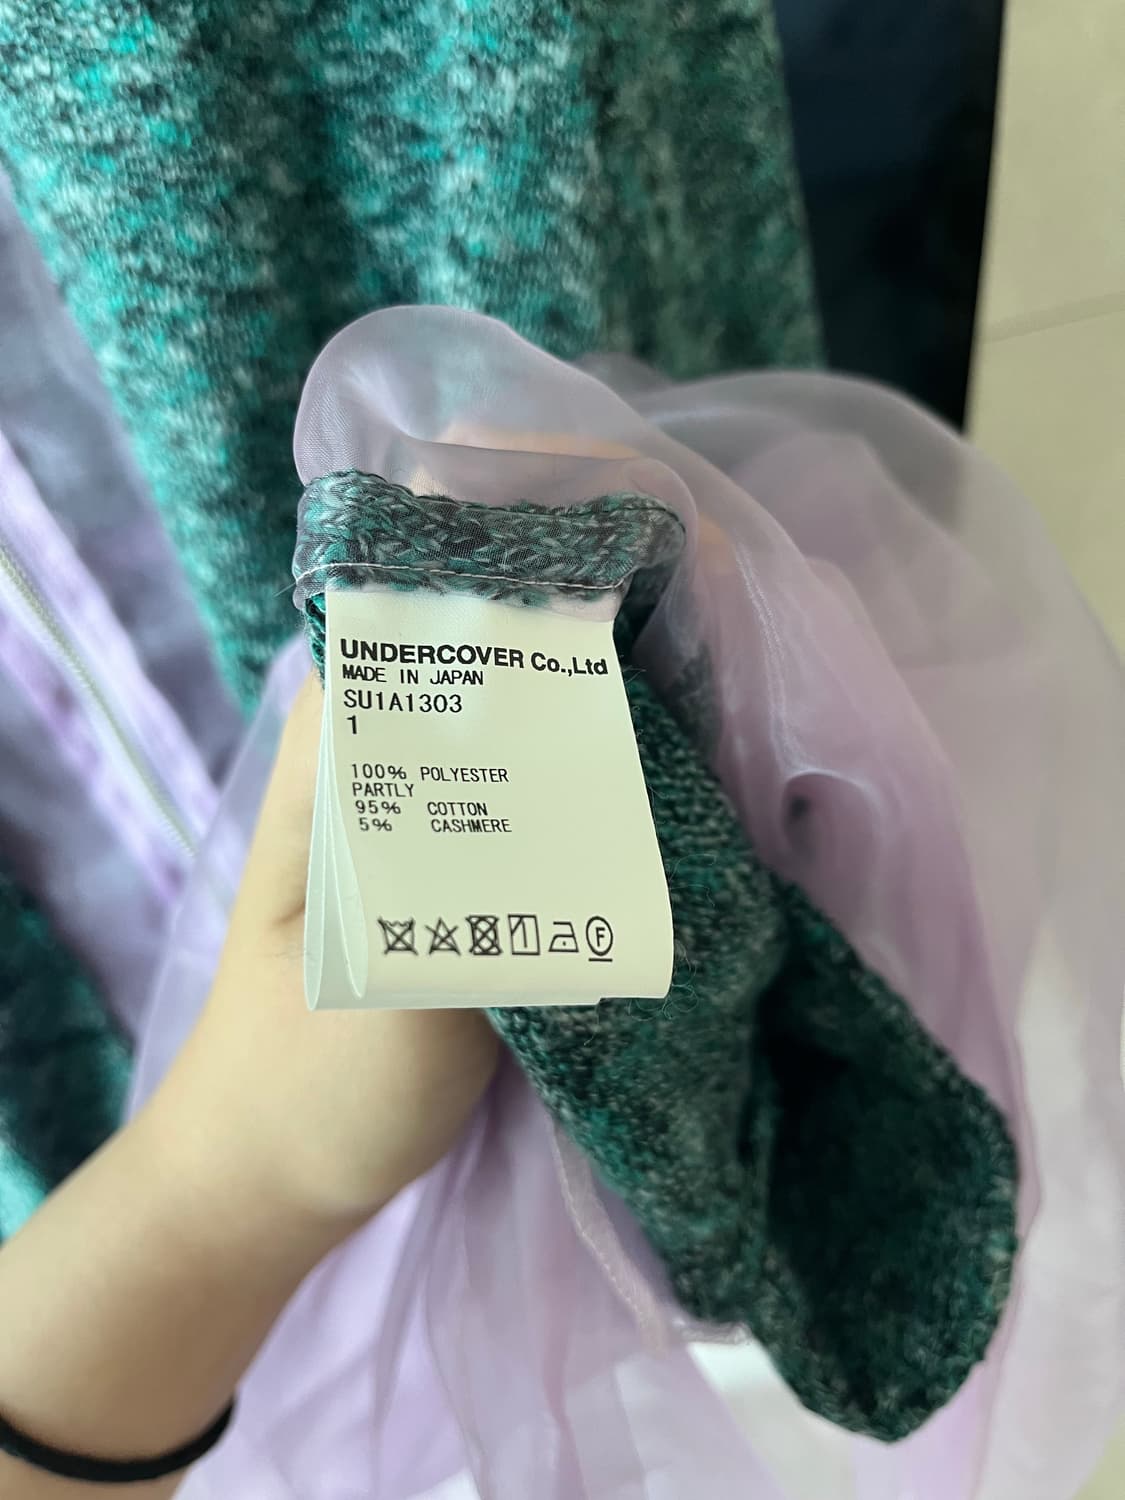 UNDERCOVER Co.,Ltd
MADE IN JAPAN
SU1A1303
1
100% POLYESTER
PARTLY
95% COTTON
5% CASHMERE
F